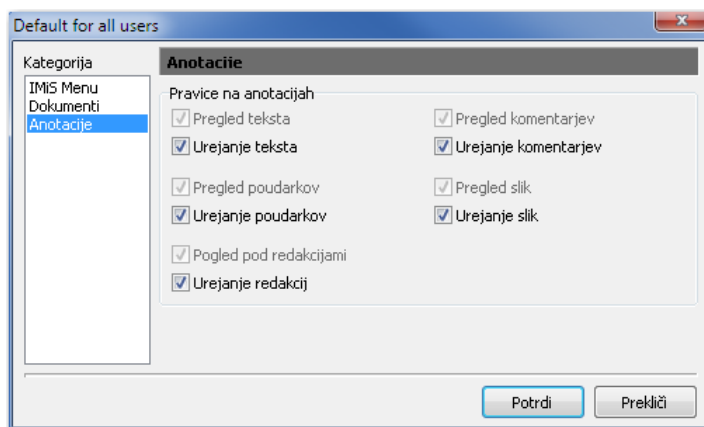 Default for all users
Kategorija
IMiS Menu
Dokumenti
Anotacije
Anotacije
Pravice na anotacijah
Pregled teksta
Pregled komentarjev
Urejanje teksta
Urejanje komentarjev
Pregled poudarkov
Pregled slik
Urejanje poudarkov
Urejanje slik
Pogled pod redakcijami
Urejanje redakcij
Potrdi
Prekliči